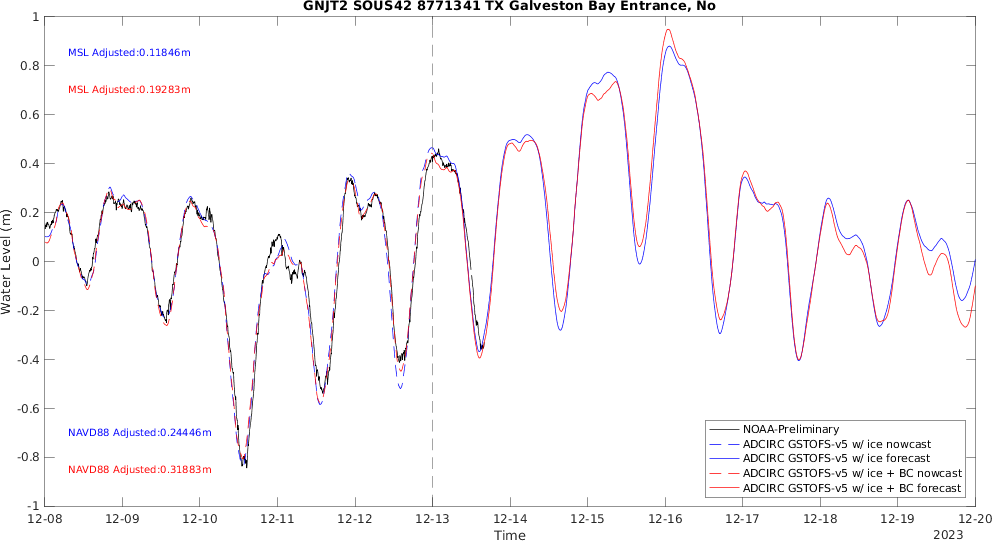 GNJT2 SOUS42 8771341 TX Galveston Bay Entrance, No
MSL Adjusted:0.11846m
MSL Adjusted:0.19283m
NAVD88 Adjusted:0.24446m
NAVD88 Adjusted:0.31883m
Water Level (m)
1
0.8
0.6
0.4
0.2
0
-0.2
-0.4
-0.6
-0.8
-1
NOAA-Preliminary
ADCIRC GSTOFS-v5 w/ ice nowcast
ADCIRC GSTOFS-v5 w/ ice forecast
ADCIRC GSTOFS-v5 w/ ice + BC nowcast
ADCIRC GSTOFS-v5 w/ ice + BC forecast
12-08 12-09 12-10 12-11 12-12 12-13 12-14 12-15 12-16 12-17 12-18 12-19 12-20
Time
2023